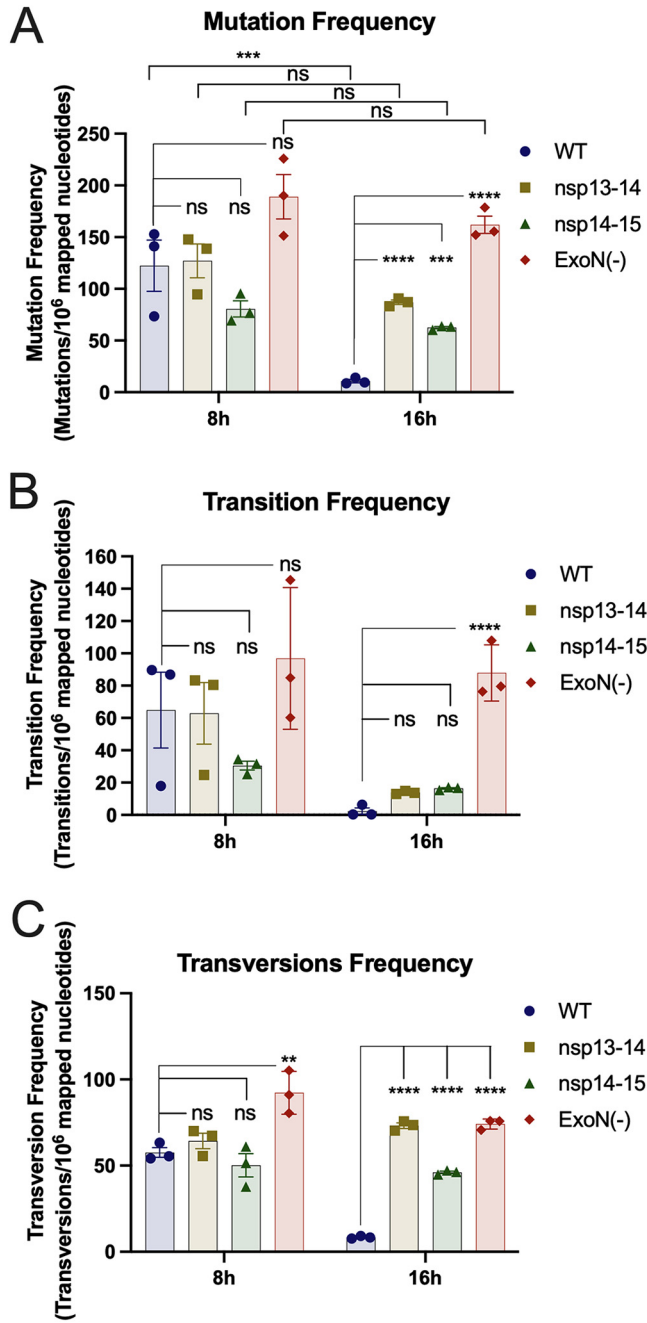 A
Mutation Frequency
***
ns
ns
ns
Mutation Frequency
(Mutations/10⁶ mapped nucleotides)
250
200
150
100
50
0
ns
ns
ns
****
****
***
8h
16h
WT
nsp13-14
nsp14-15
ExoN(-)
B
Transition Frequency
Transition Frequency
(Transitions/10⁶ mapped nucleotides)
160
140
120
100
80
60
40
20
0
ns
ns
ns
****
ns
ns
8h
16h
WT
nsp13-14
nsp14-15
ExoN(-)
C
Transversions Frequency
Transversion Frequency
(Transversions/10⁶ mapped nucleotides)
150
100
50
0
**
ns
ns
****
****
****
8h
16h
WT
nsp13-14
nsp14-15
ExoN(-)